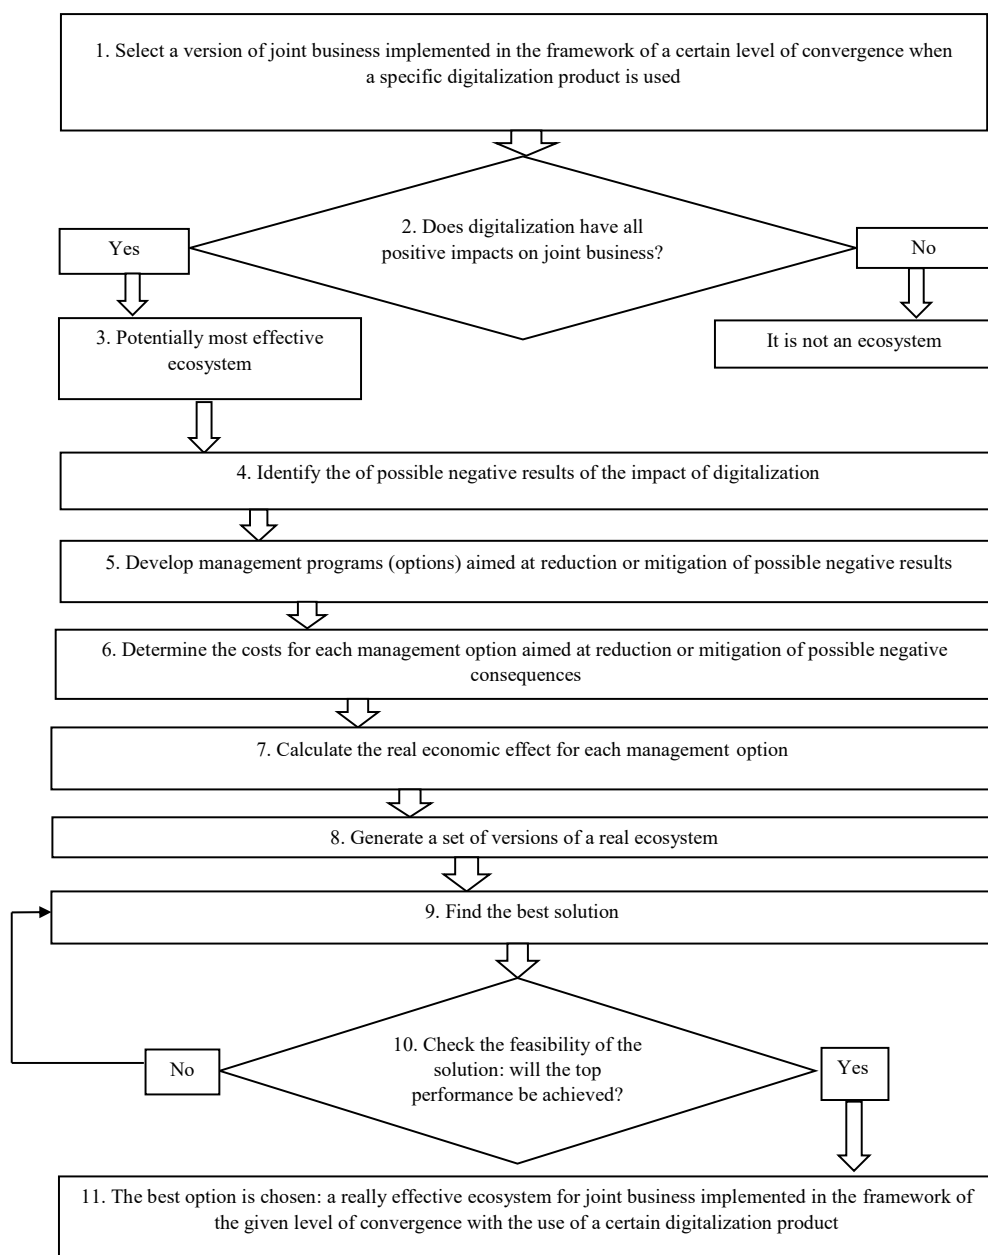 1. Select a version of joint business implemented in the framework of a certain level of convergence when
a specific digitalization product is used
2. Does digitalization have all
positive impacts on joint business?
Yes
No
3. Potentially most effective
ecosystem
It is not an ecosystem
4. Identify the of possible negative results of the impact of digitalization
5. Develop management programs (options) aimed at reduction or mitigation of possible negative results
6. Determine the costs for each management option aimed at reduction or mitigation of possible negative
consequences
7. Calculate the real economic effect for each management option
8. Generate a set of versions of a real ecosystem
9. Find the best solution
10. Check the feasibility of the
solution: will the top
performance be achieved?
No
Yes
11. The best option is chosen: a really effective ecosystem for joint business implemented in the framework of
the given level of convergence with the use of a certain digitalization product